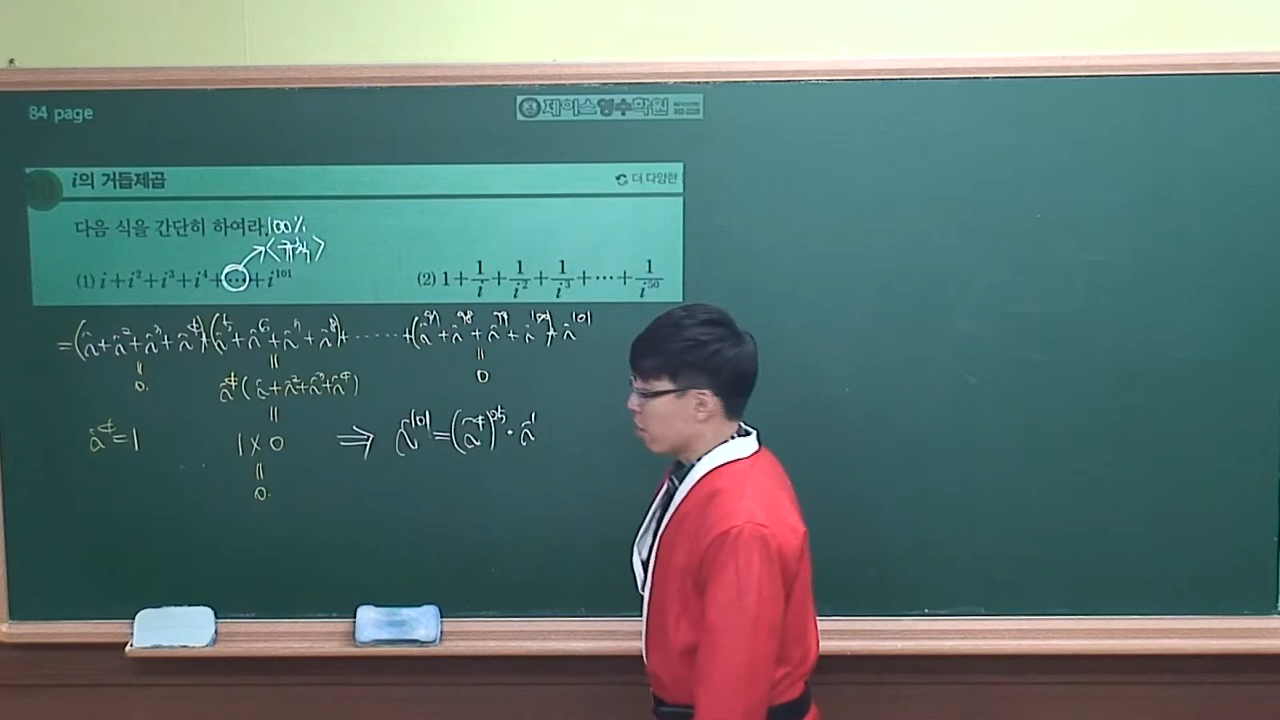 84 page
제이스영수학원
i의 거듭제곱
더 다양한
다음 식을 간단히 하여라.
100%
<규칙>
(1) i+i²+i³+i⁴+⋯+i¹⁰¹
(2) 1+1/i+1/i²+1/i³+⋯+1/i⁵⁰
=(i+i²+i³+i⁴)+(i⁵+i⁶+i⁷+i⁸)+⋯⋯+(i⁹⁷+i⁹⁸+i⁹⁹+i¹⁰⁰)+i¹⁰¹
= = =
0. i⁴(i+i²+i³+i⁴) 0
=
i⁴=1 1×0 ⇒ i¹⁰¹=(i⁴)²⁵·i¹
=
0.